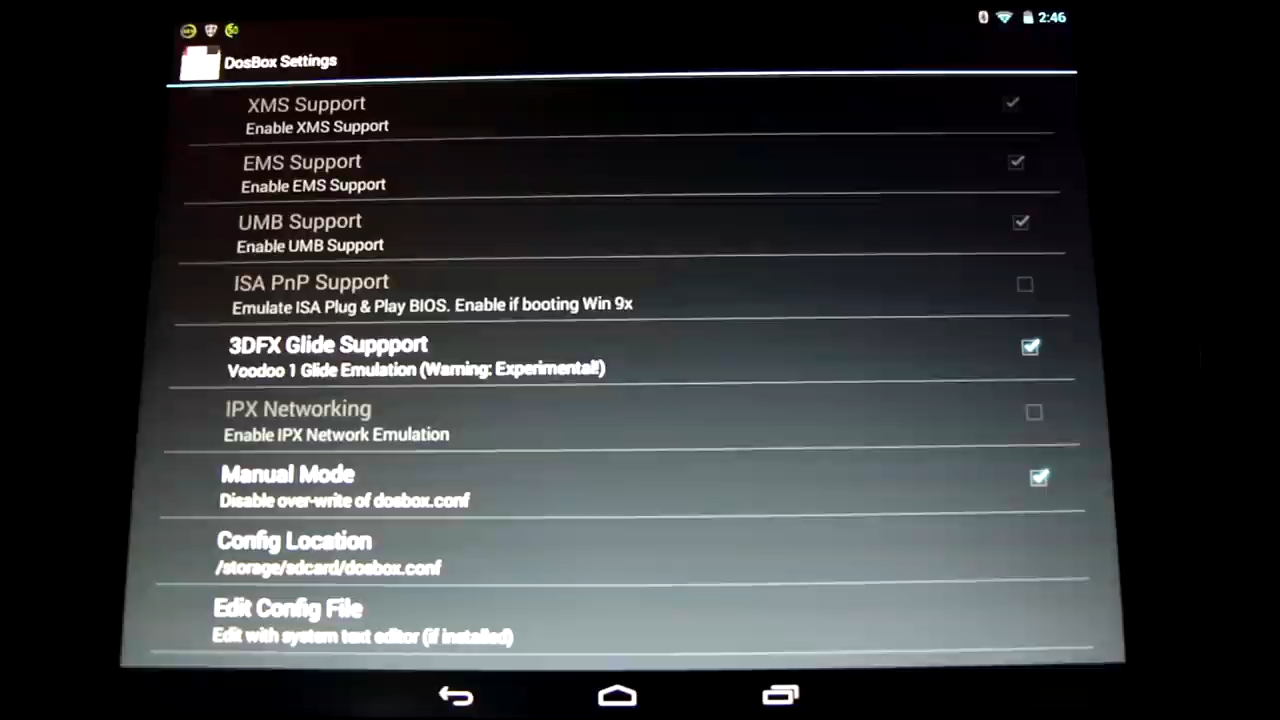 2:46
DosBox Settings
XMS Support
Enable XMS Support
EMS Support
Enable EMS Support
UMB Support
Enable UMB Support
ISA PnP Support
Emulate ISA Plug & Play BIOS. Enable if booting Win 9x
3DFX Glide Suppport
Voodoo 1 Glide Emulation (Warning: Experimental!)
IPX Networking
Enable IPX Network Emulation
Manual Mode
Disable over-write of dosbox.conf
Config Location
/storage/sdcard/dosbox.conf
Edit Config File
Edit with system text editor (if installed)